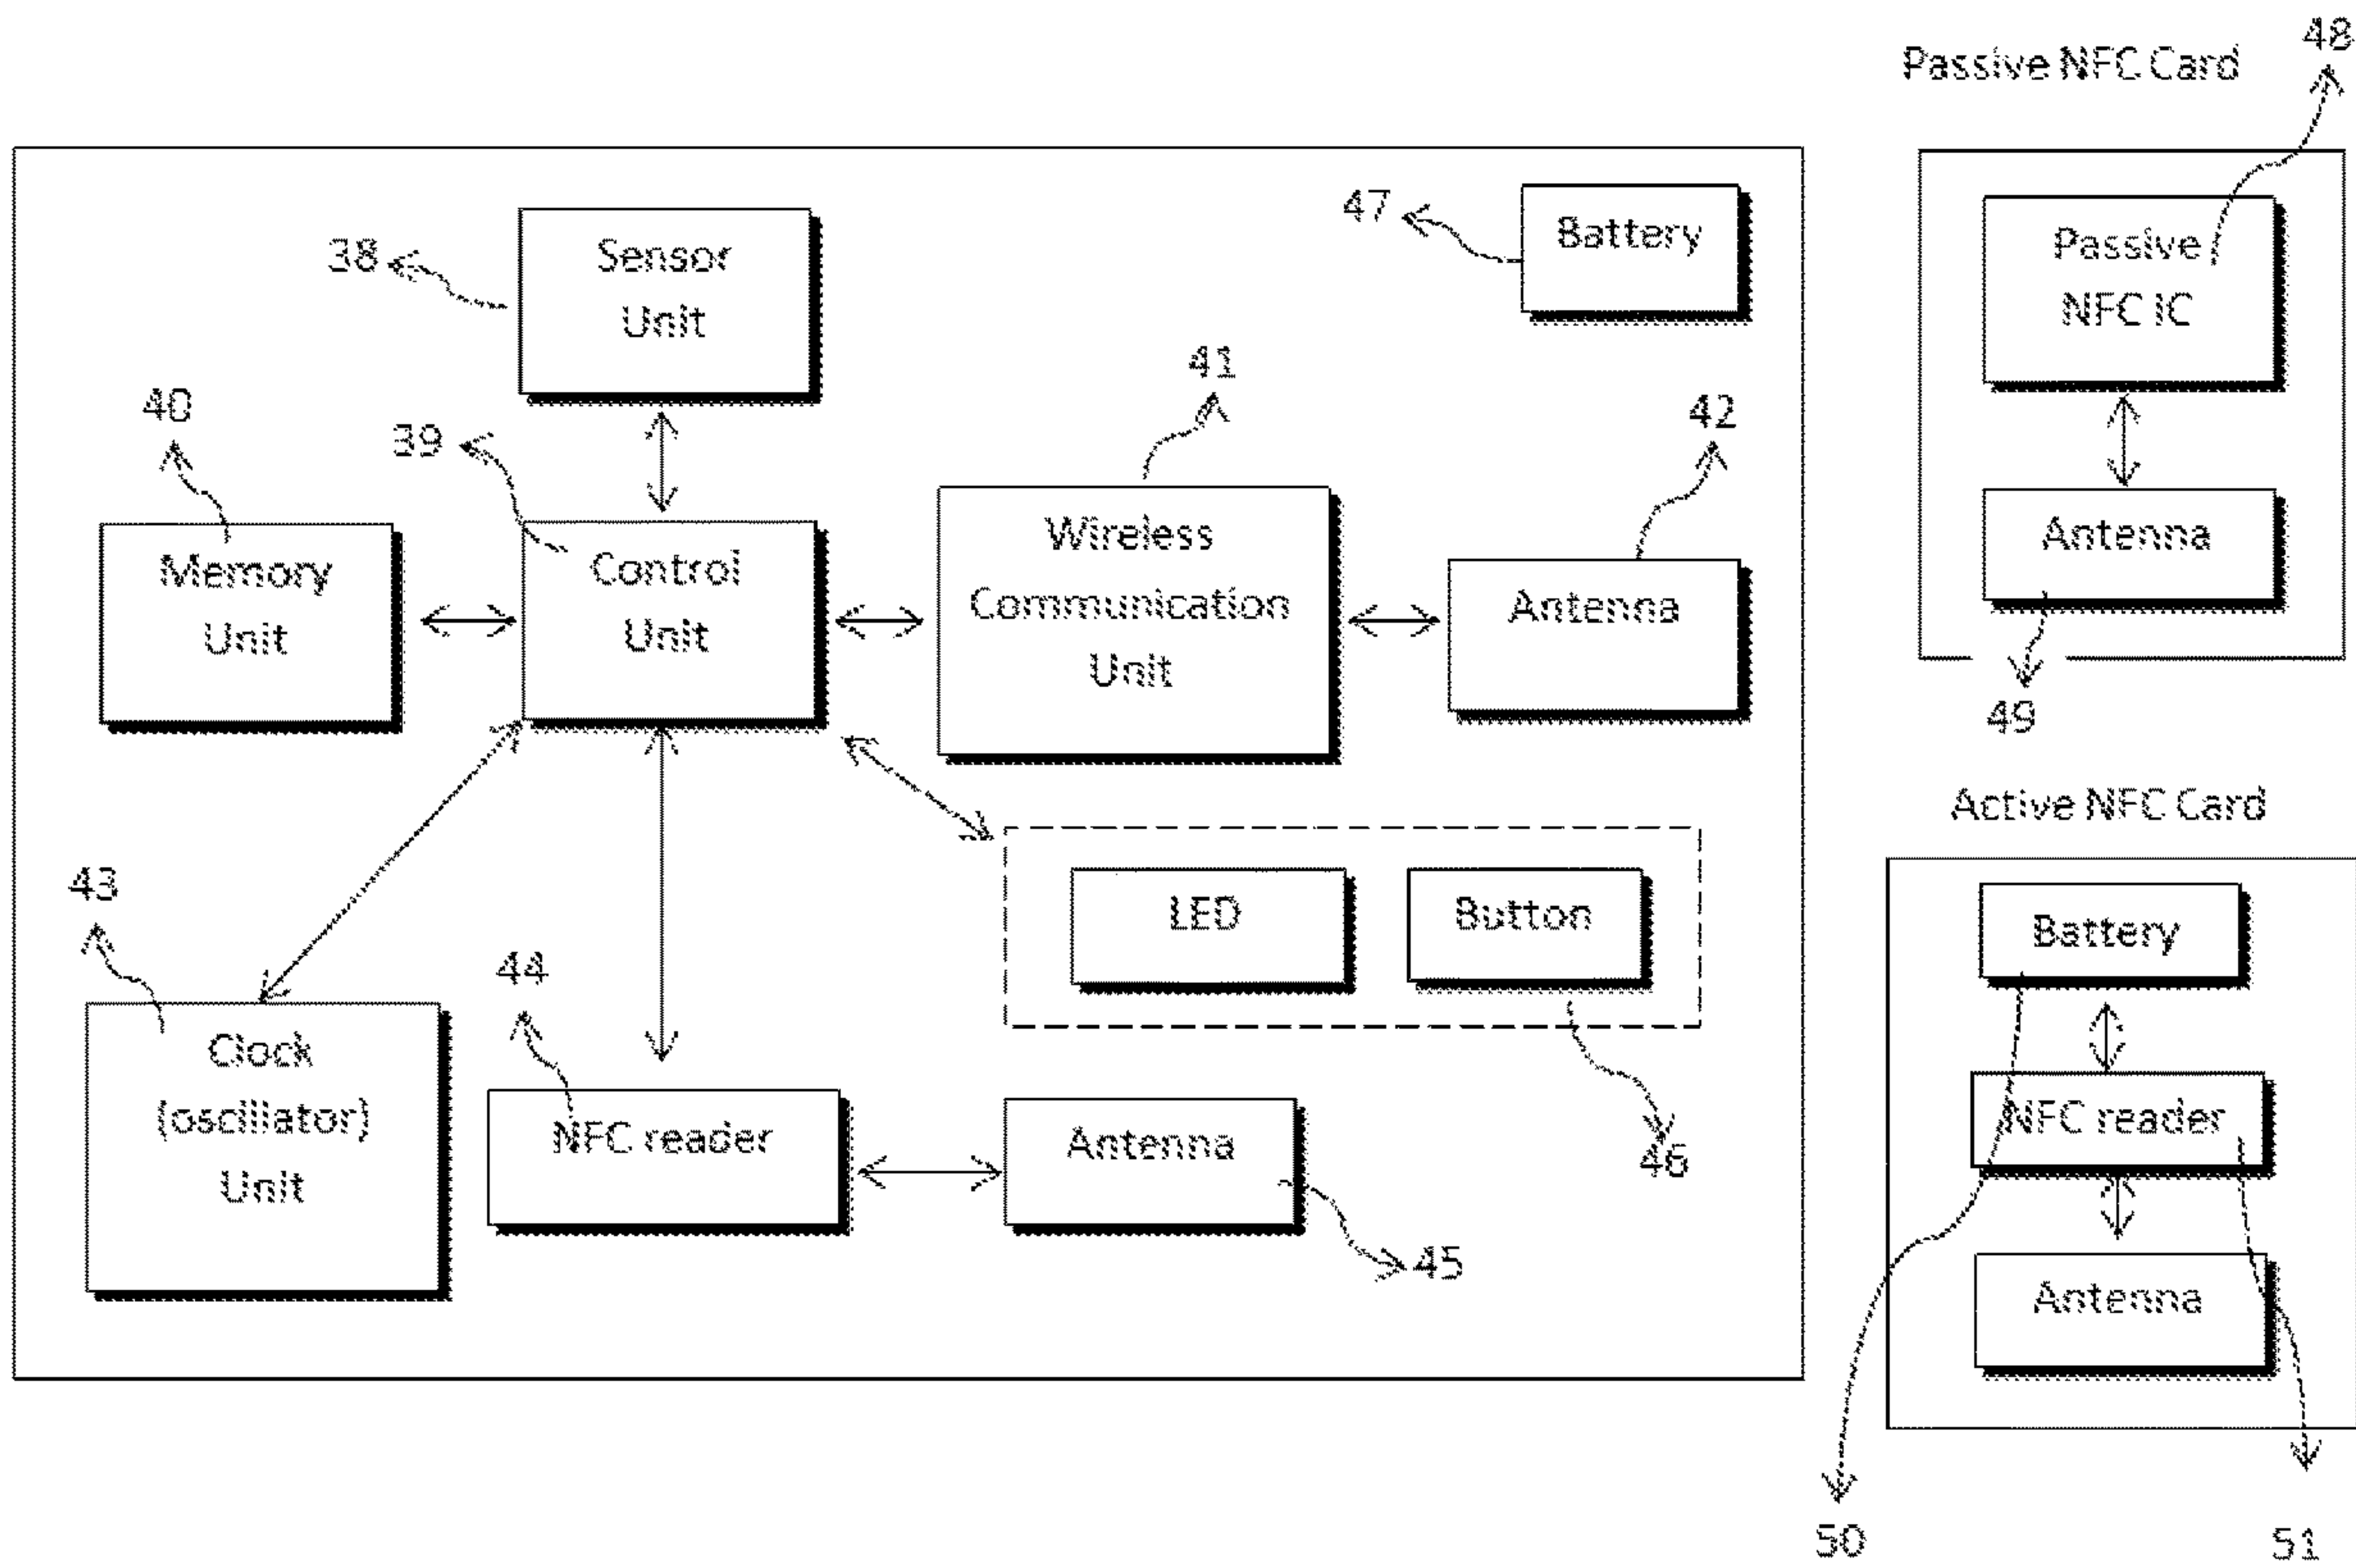 48
Passive NFC Card
47
Battery
38
Sensor
Unit
Passive
NFC IC
41
40
39
42
Wireless
Communication
Unit
Memory
Unit
Control
Unit
Antenna
Antenna
49
Active NFC Card
43
44
LED
Button
Battery
Clock
(oscillator)
Unit
NFC reader
Antenna
46
NFC reader
45
Antenna
50
51